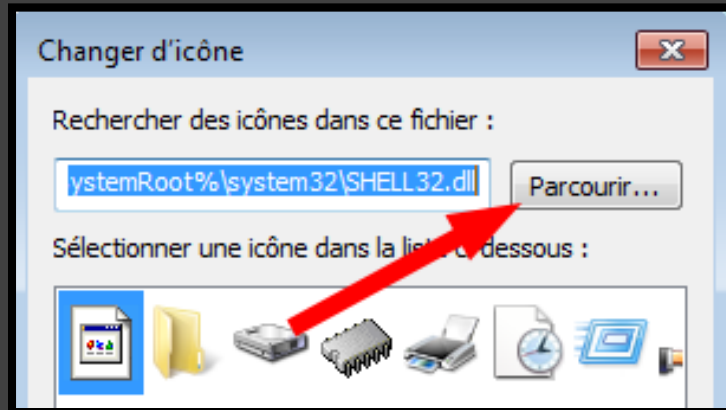 Changer d'icône
Rechercher des icônes dans ce fichier :
ystemRoot%\system32\SHELL32.dll
Parcourir...
Sélectionner une icône dans la liste ci-dessous :